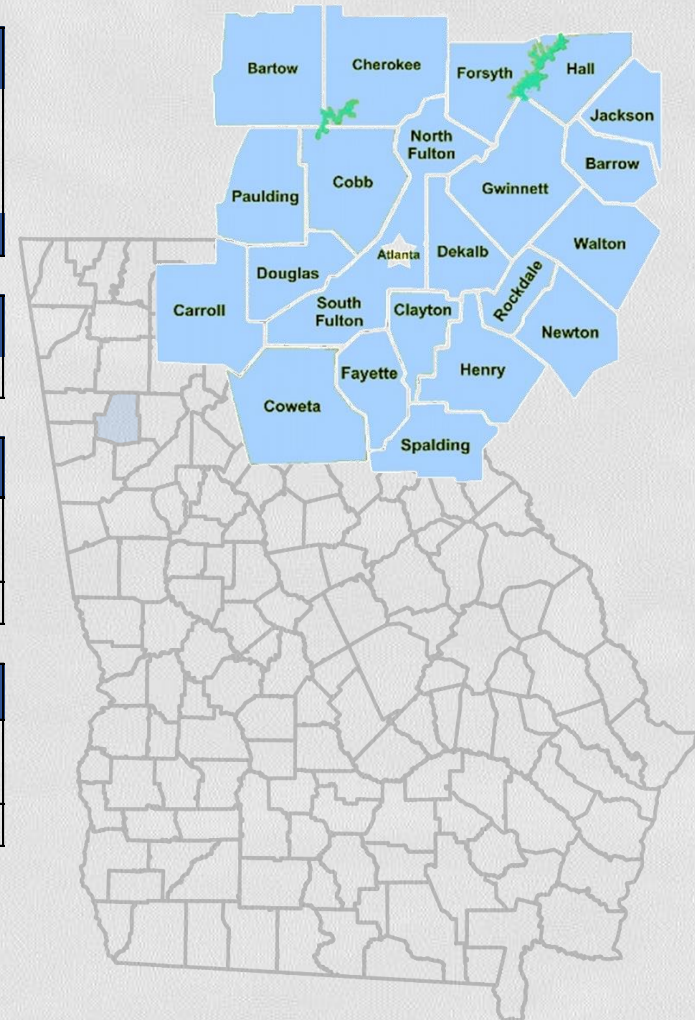 Bartow
Cherokee
Forsyth
Hall
Jackson
North
Fulton
Barrow
Paulding
Cobb
Gwinnett
Walton
Atlanta
Dekalb
Douglas
Rockdale
Carroll
South
Fulton
Clayton
Newton
Fayette
Henry
Coweta
Spalding